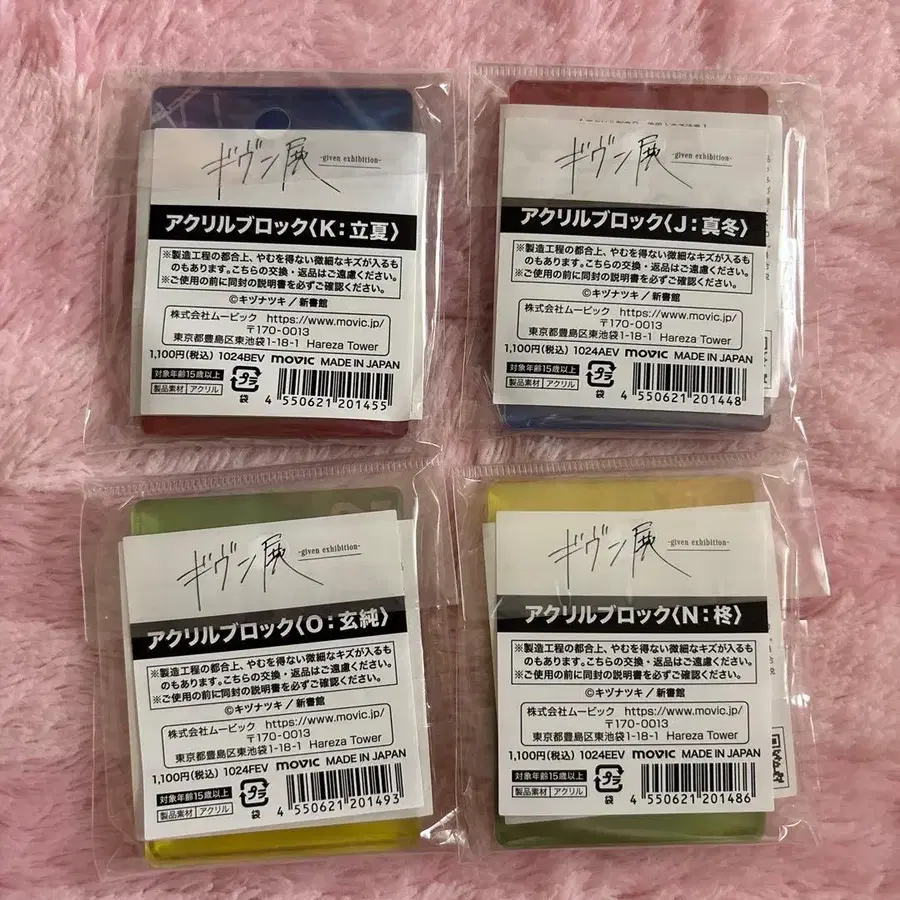 ギヴン展 -given exhibition-
アクリルブロック〈K：立夏〉
※製造工程の都合上、やむを得ない微細なキズが入るも
のもあります。こちらの交換・返品はご遠慮ください。
※ご使用の前に同封の説明書を必ずご確認ください。
©キヅナツキ／新書館
株式会社ムービック https://www.movic.jp/
〒170-0013
東京都豊島区東池袋1-18-1 Hareza Tower
1,100円(税込) 1024BEV movic MADE IN JAPAN
対象年齢15歳以上
製品素材 アクリル
プラ
袋
4 550621 201455
ギヴン展 -given exhibition-
アクリルブロック〈J：真冬〉
※製造工程の都合上、やむを得ない微細なキズが入るも
のもあります。こちらの交換・返品はご遠慮ください。
※ご使用の前に同封の説明書を必ずご確認ください。
©キヅナツキ／新書館
株式会社ムービック https://www.movic.jp/
〒170-0013
東京都豊島区東池袋1-18-1 Hareza Tower
1,100円(税込) 1024AEV movic MADE IN JAPAN
対象年齢15歳以上
製品素材 アクリル
プラ
袋
4 550621 201448
ギヴン展 -given exhibition-
アクリルブロック〈O：玄純〉
※製造工程の都合上、やむを得ない微細なキズが入るも
のもあります。こちらの交換・返品はご遠慮ください。
※ご使用の前に同封の説明書を必ずご確認ください。
©キヅナツキ／新書館
株式会社ムービック https://www.movic.jp/
〒170-0013
東京都豊島区東池袋1-18-1 Hareza Tower
1,100円(税込) 1024FEV movic MADE IN JAPAN
対象年齢15歳以上
製品素材 アクリル
プラ
袋
4 550621 201493
ギヴン展 -given exhibition-
アクリルブロック〈N：柊〉
※製造工程の都合上、やむを得ない微細なキズが入るも
のもあります。こちらの交換・返品はご遠慮ください。
※ご使用の前に同封の説明書を必ずご確認ください。
©キヅナツキ／新書館
株式会社ムービック https://www.movic.jp/
〒170-0013
東京都豊島区東池袋1-18-1 Hareza Tower
1,100円(税込) 1024EEV movic MADE IN JAPAN
対象年齢15歳以上
製品素材 アクリル
プラ
袋
4 550621 201486